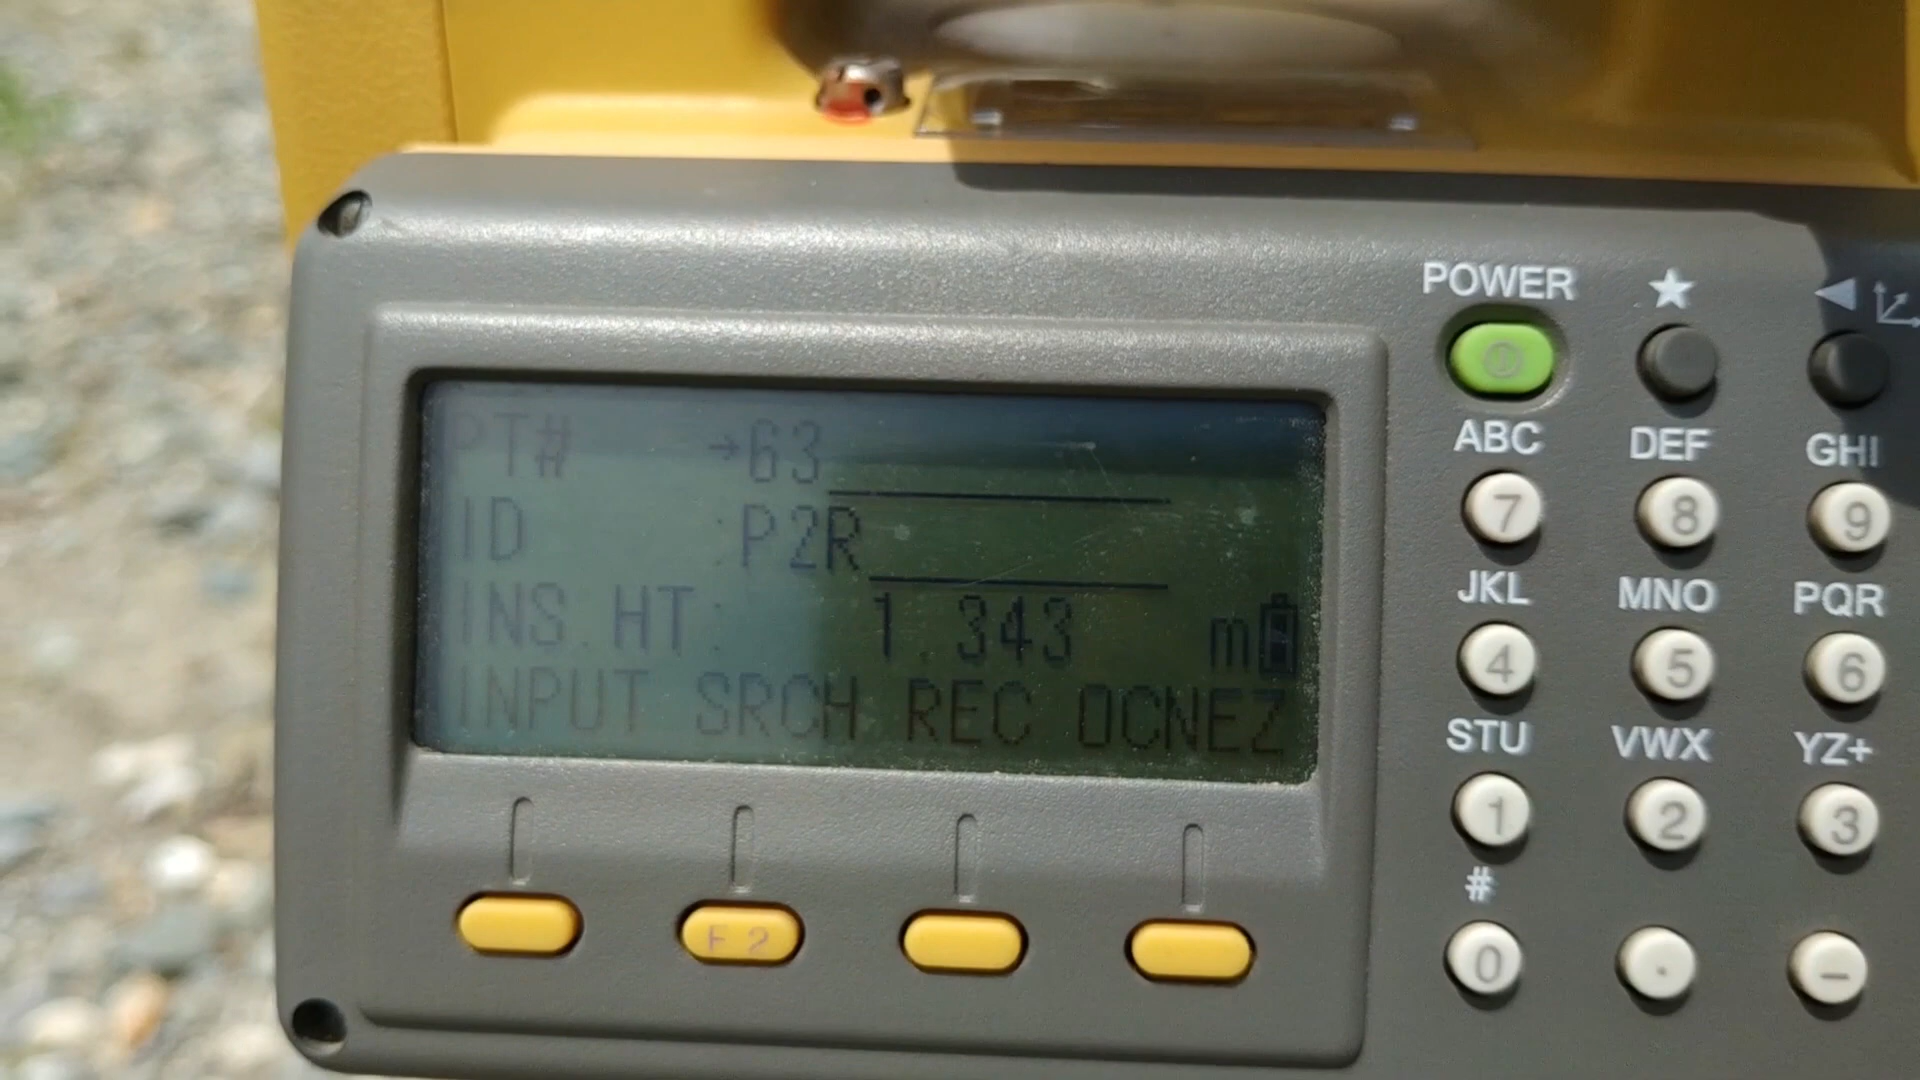 POWER ★
PT# →63
ID :P2R
INS.HT: 1.343 m
INPUT SRCH REC OCNEZ
F2
ABC DEF GHI
7 8 9
JKL MNO PQR
4 5 6
STU VWX YZ+
1 2 3
#
0 . −